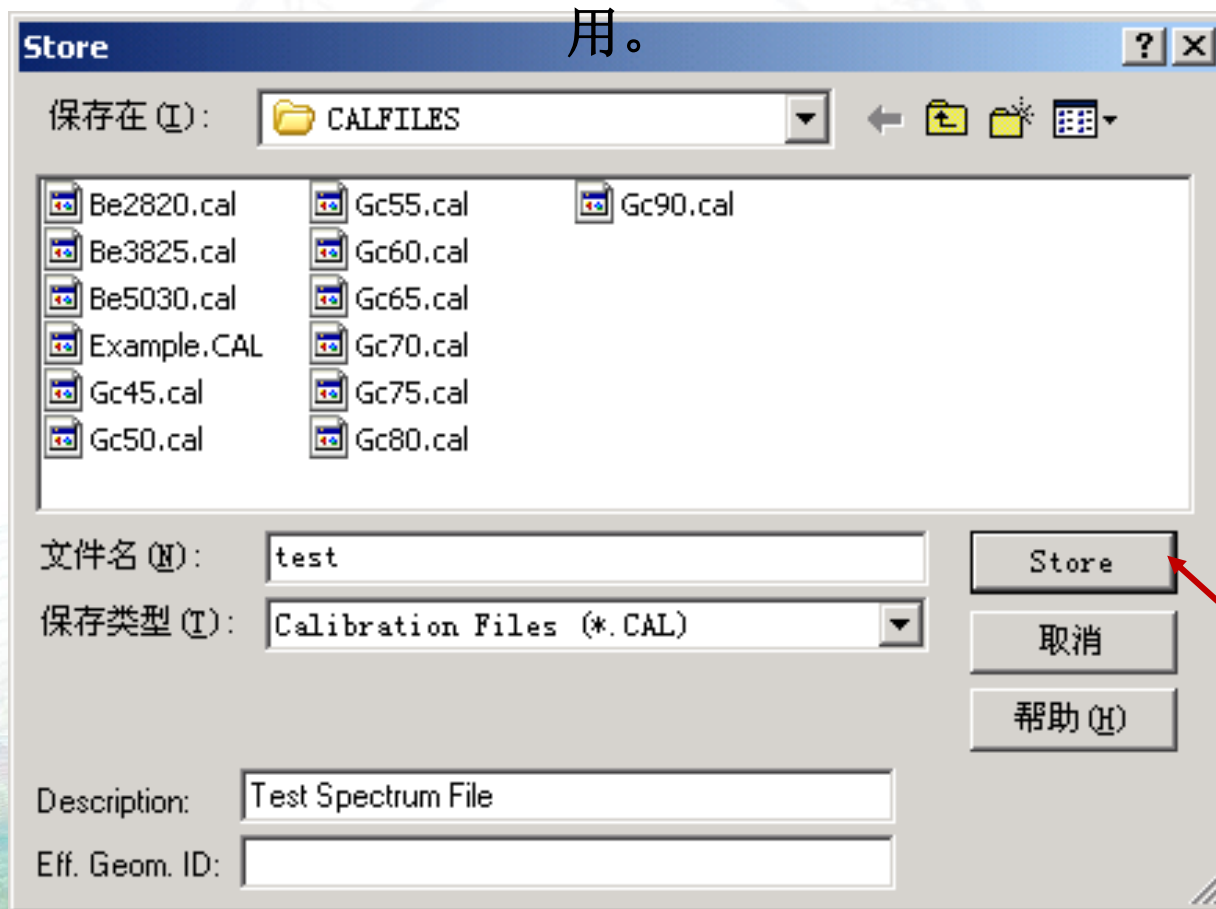 用。
Store
保存在(I):
CALFILES
Be2820.cal
Be3825.cal
Be5030.cal
Example.CAL
Gc45.cal
Gc50.cal
Gc55.cal
Gc60.cal
Gc65.cal
Gc70.cal
Gc75.cal
Gc80.cal
Gc90.cal
文件名(N):
test
Store
保存类型(T):
Calibration Files (*.CAL)
取消
帮助(H)
Description:
Test Spectrum File
Eff. Geom. ID: